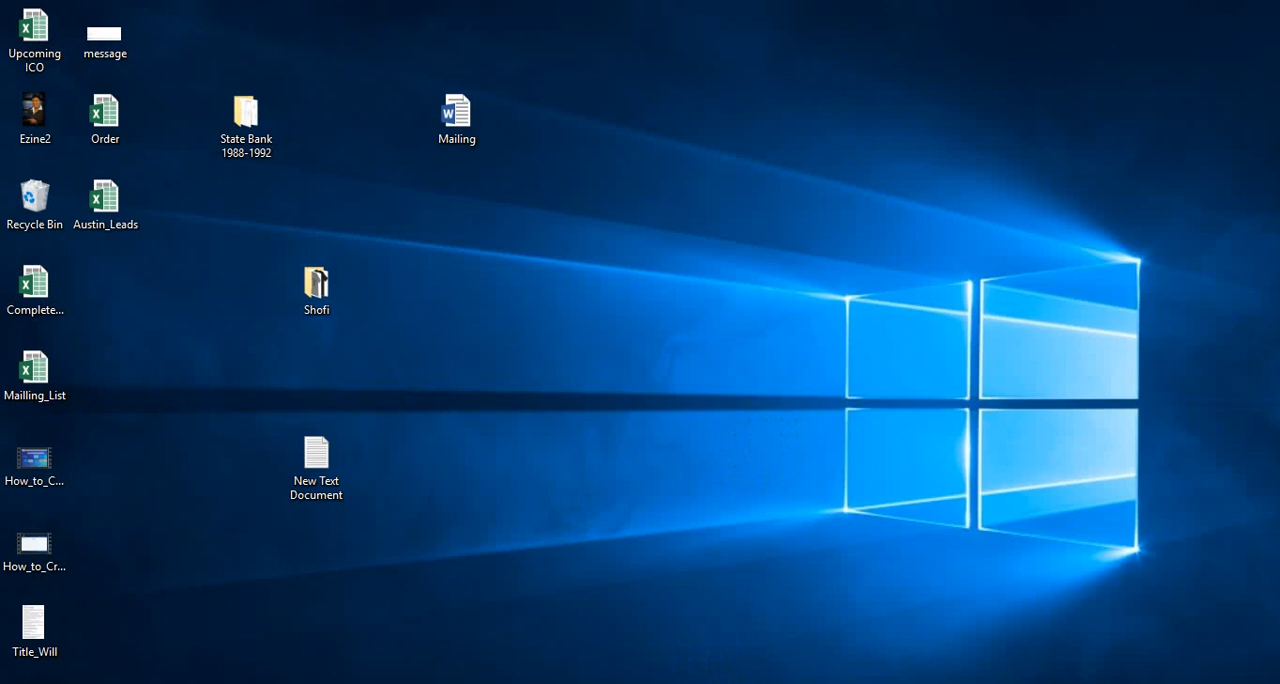 Upcoming
ICO
message
Ezine2
Order
State Bank
1988-1992
Mailing
Recycle Bin
Austin_Leads
Complete...
Shofi
Mailling_List
How_to_C...
New Text
Document
How_to_Cr...
Title_Will